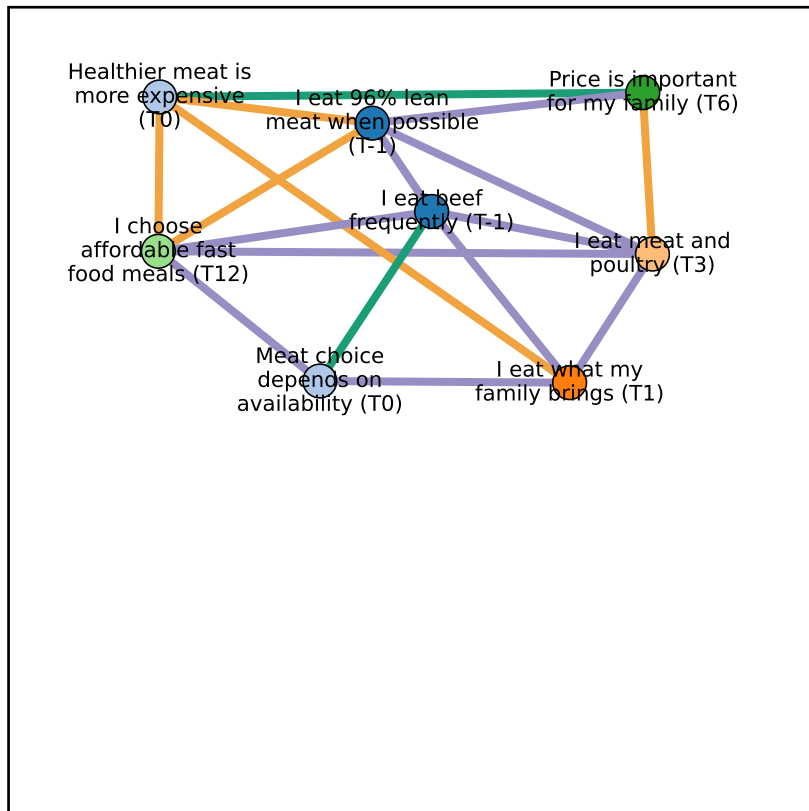 Healthier meat is
more expensive
(T0)
I eat 96% lean
meat when possible
(T-1)
Price is important
for my family (T6)
I eat beef
frequently (T-1)
I choose
affordable fast
food meals (T12)
I eat meat and
poultry (T3)
Meat choice
depends on
availability (T0)
I eat what my
family brings (T1)